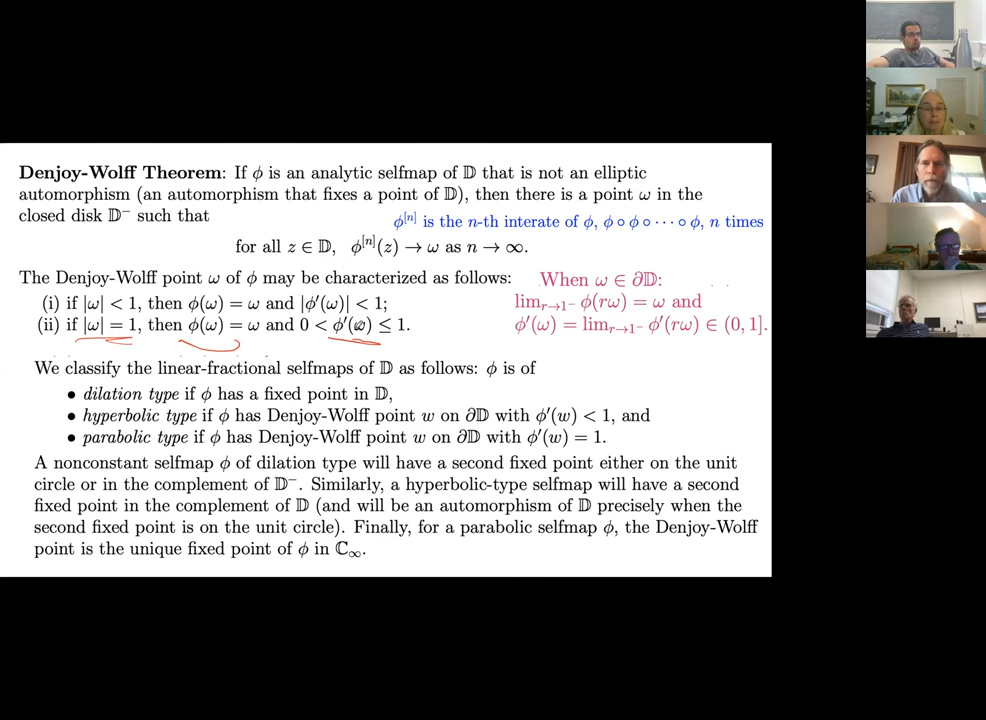 Denjoy-Wolff Theorem: If ϕ is an analytic selfmap of 𝔻 that is not an elliptic
automorphism (an automorphism that fixes a point of 𝔻), then there is a point ω in the
closed disk 𝔻⁻ such that
ϕ^[n] is the n-th interate of ϕ, ϕ∘ϕ∘⋯∘ϕ, n times
for all z ∈ 𝔻, ϕ^[n](z) → ω as n → ∞.
The Denjoy-Wolff point ω of ϕ may be characterized as follows:
When ω ∈ ∂𝔻:
(i) if |ω| < 1, then ϕ(ω) = ω and |ϕ′(ω)| < 1;
lim_{r→1⁻} ϕ(rω) = ω and
(ii) if |ω| = 1, then ϕ(ω) = ω and 0 < ϕ′(ω) ≤ 1.
ϕ′(ω) = lim_{r→1⁻} ϕ′(rω) ∈ (0, 1].
We classify the linear-fractional selfmaps of 𝔻 as follows: ϕ is of
• dilation type if ϕ has a fixed point in 𝔻,
• hyperbolic type if ϕ has Denjoy-Wolff point w on ∂𝔻 with ϕ′(w) < 1, and
• parabolic type if ϕ has Denjoy-Wolff point w on ∂𝔻 with ϕ′(w) = 1.
A nonconstant selfmap ϕ of dilation type will have a second fixed point either on the unit
circle or in the complement of 𝔻⁻. Similarly, a hyperbolic-type selfmap will have a second
fixed point in the complement of 𝔻 (and will be an automorphism of 𝔻 precisely when the
second fixed point is on the unit circle). Finally, for a parabolic selfmap ϕ, the Denjoy-Wolff
point is the unique fixed point of ϕ in ℂ_∞.